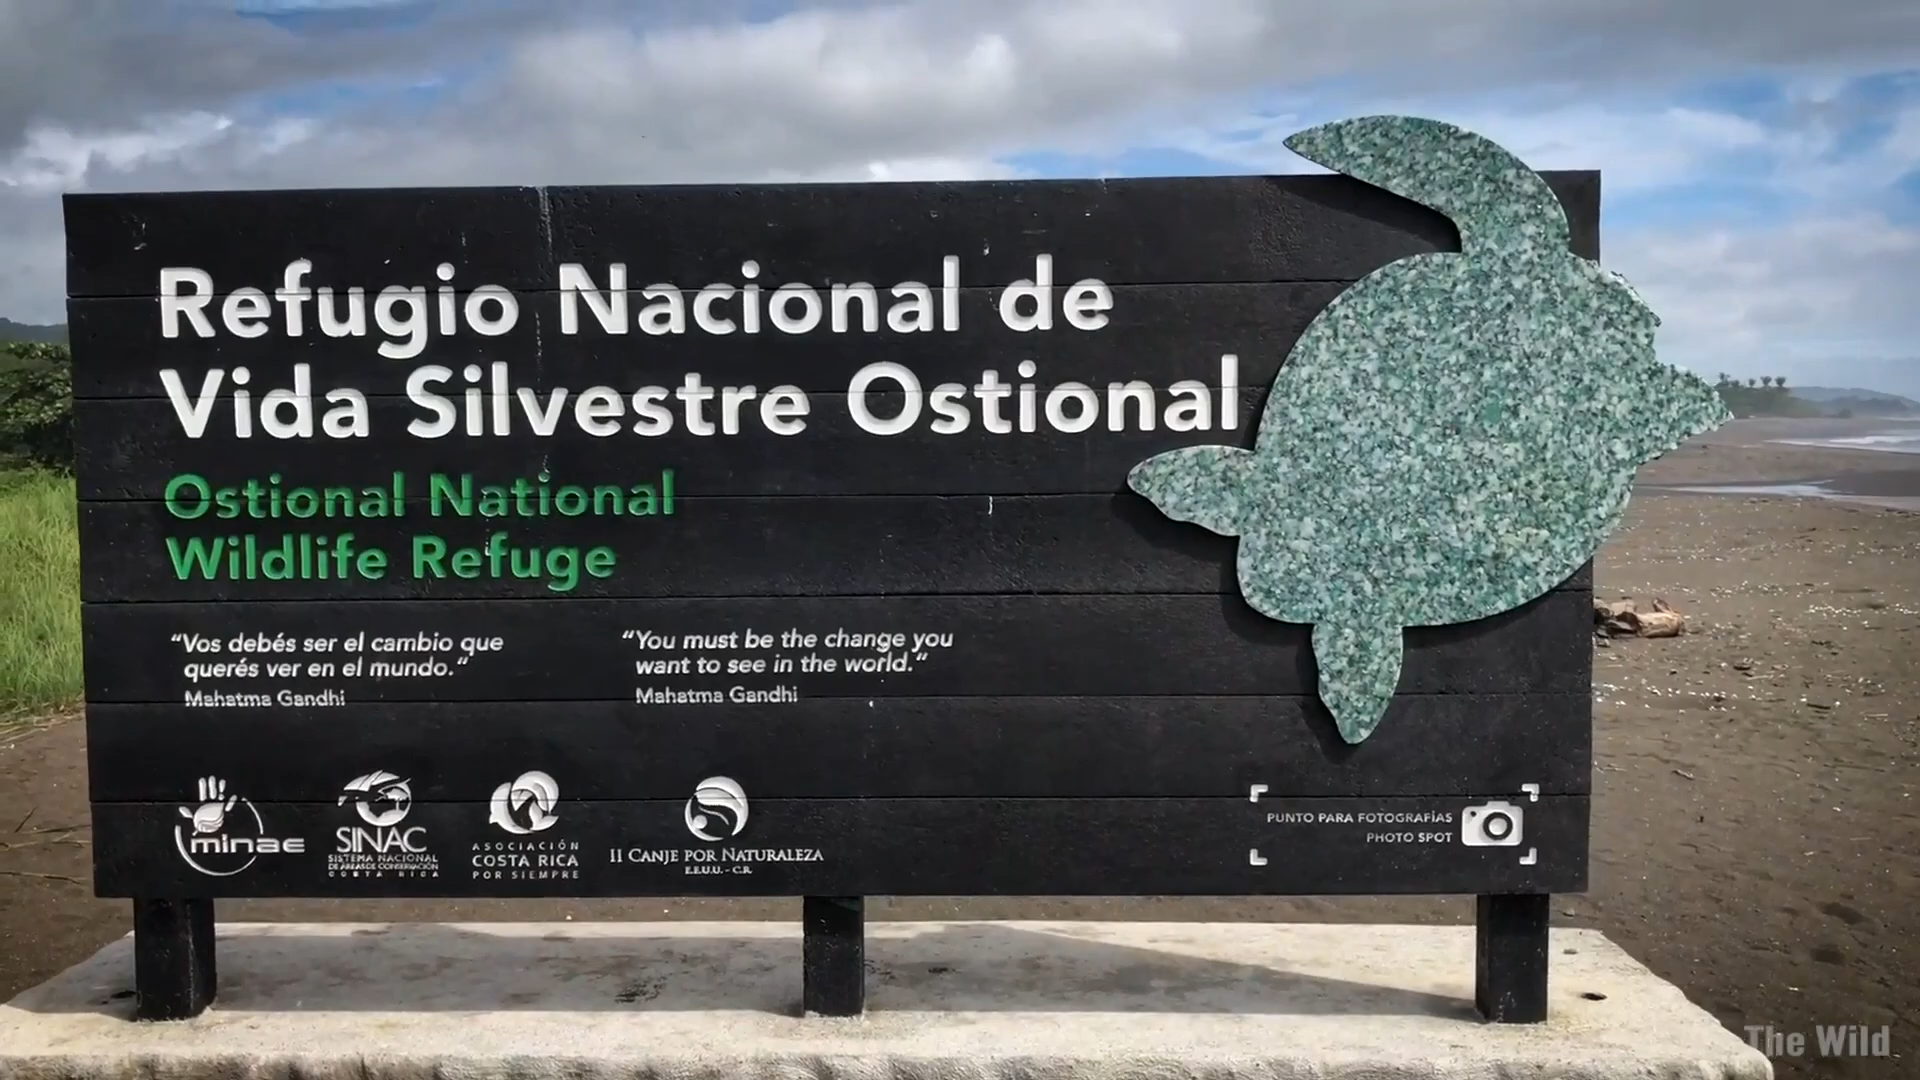 Refugio Nacional de
Vida Silvestre Ostional
Ostional National
Wildlife Refuge
“Vos debés ser el cambio que
querés ver en el mundo.“
Mahatma Gandhi
“You must be the change you
want to see in the world.“
Mahatma Gandhi
minae
SINAC
SISTEMA NACIONAL
DE ÁREAS DE CONSERVACIÓN
COSTA RICA
ASOCIACIÓN
COSTA RICA
POR SIEMPRE
II CANJE POR NATURALEZA
E.E.U.U. - C.R.
PUNTO PARA FOTOGRAFÍAS
PHOTO SPOT
The Wild